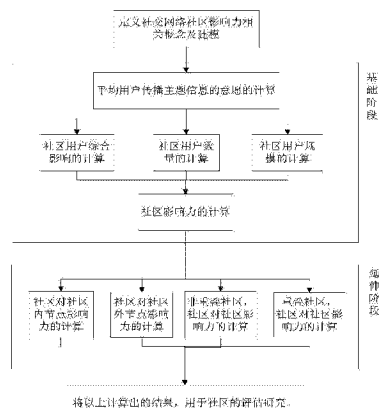 定义社交网络社区影响力相
关概念及建模
平均用户传播主题信息的意愿的计算
社区用户综合
影响的计算
社区用户数
量的计算
社区用户规
模的计算
社区影响力的计算
基础阶段
社区对社区
内节点影响
力的计算
社区对社区
外节点影响
力的计算
非重叠社区，
社区对社区影
响力的计算
重叠社区，
社区对社区影
响力的计算
延伸阶段
将以上计算出的结果，用于社区的评估研究。